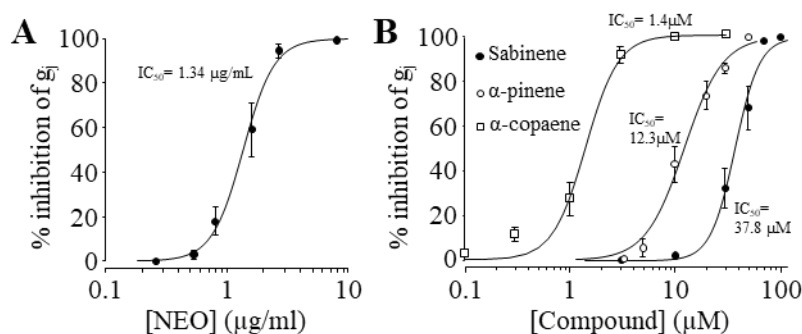 A
% inhibition of gj
100
80
60
40
20
0
IC50= 1.34 µg/mL
0.1
1
10
[NEO] (µg/ml)
B
% inhibition of gj
100
80
60
40
20
0
IC50= 1.4µM
Sabinene
α-pinene
α-copaene
IC50=
12.3µM
IC50=
37.8 µM
0.1
1
10
100
[Compound] (µM)